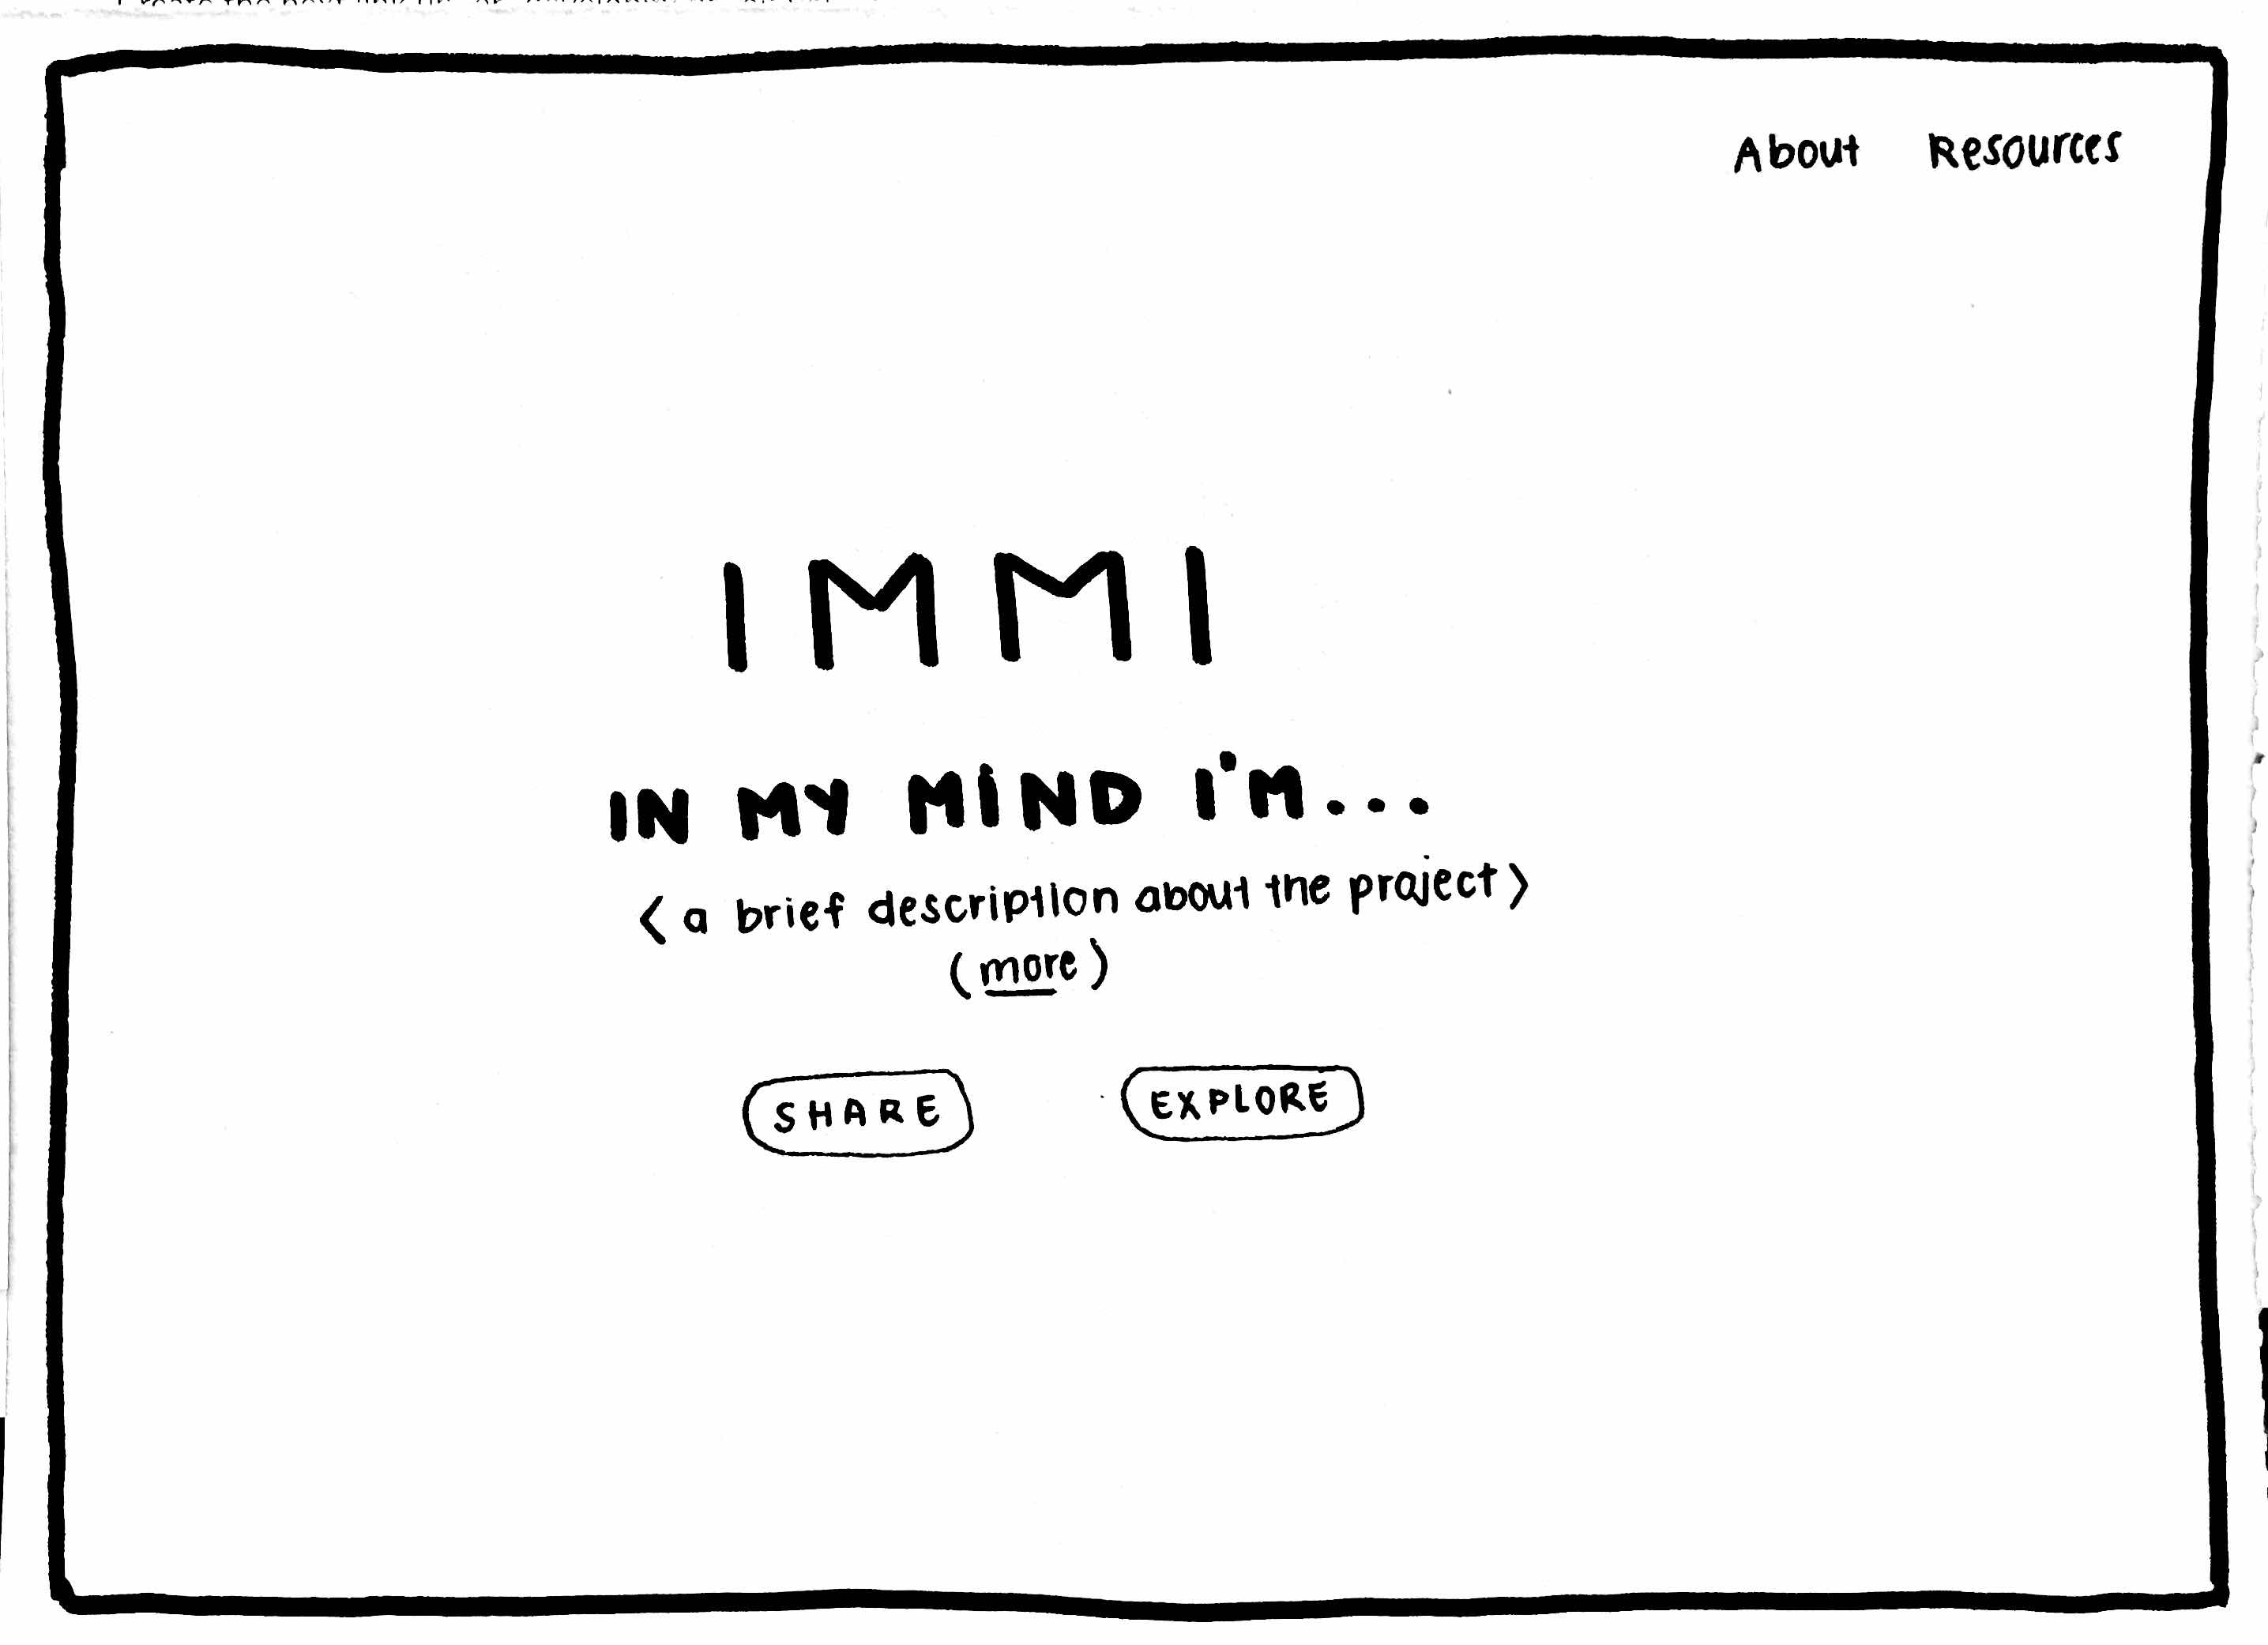 About Resources
IMMI
IN MY MIND I'M...
<a brief description about the project>
(more)
SHARE EXPLORE